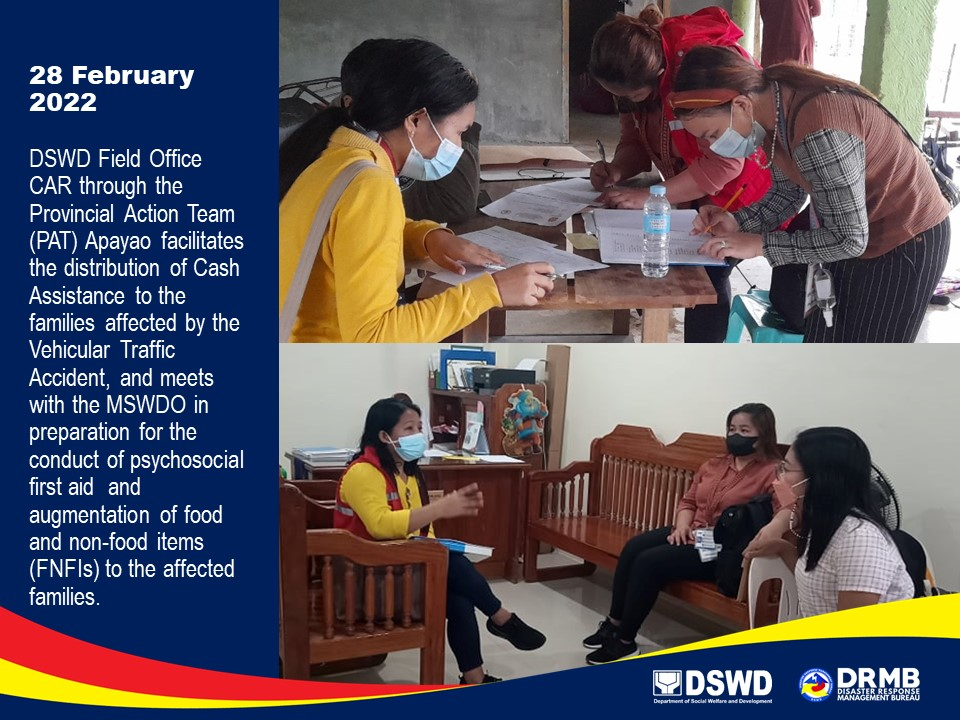 28 February
2022
DSWD Field Office
CAR through the
Provincial Action Team
(PAT) Apayao facilitates
the distribution of Cash
Assistance to the
families affected by the
Vehicular Traffic
Accident, and meets
with the MSWDO in
preparation for the
conduct of psychosocial
first aid and
augmentation of food
and non-food items
(FNFIs) to the affected
families.
DSWD
Department of Social Welfare and Development
DRMB
DISASTER RESPONSE
MANAGEMENT BUREAU